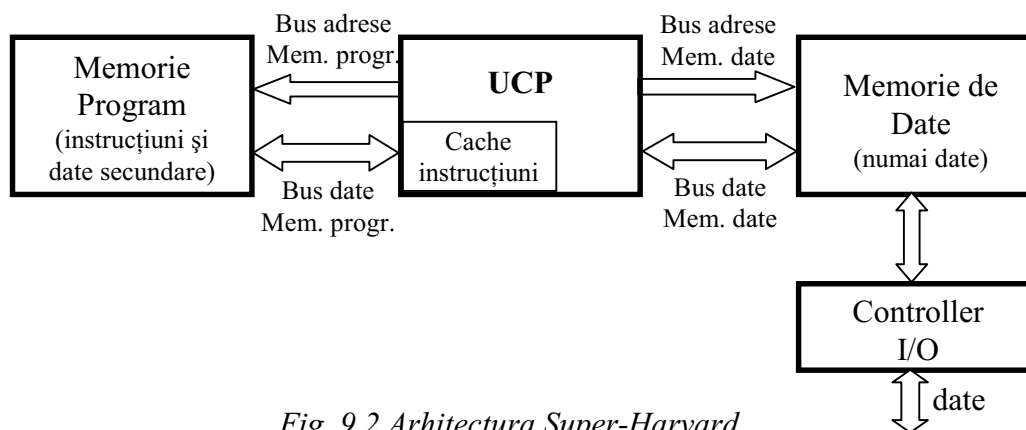 Bus adrese
Mem. progr.
Bus adrese
Mem. date
Memorie
Program
(instrucțiuni şi
date secundare)
UCP
Cache
instrucțiuni
Memorie de
Date
(numai date)
Bus date
Mem. progr.
Bus date
Mem. date
Controller
I/O
date
Fig. 9.2 Arhitectura Super-Harvard